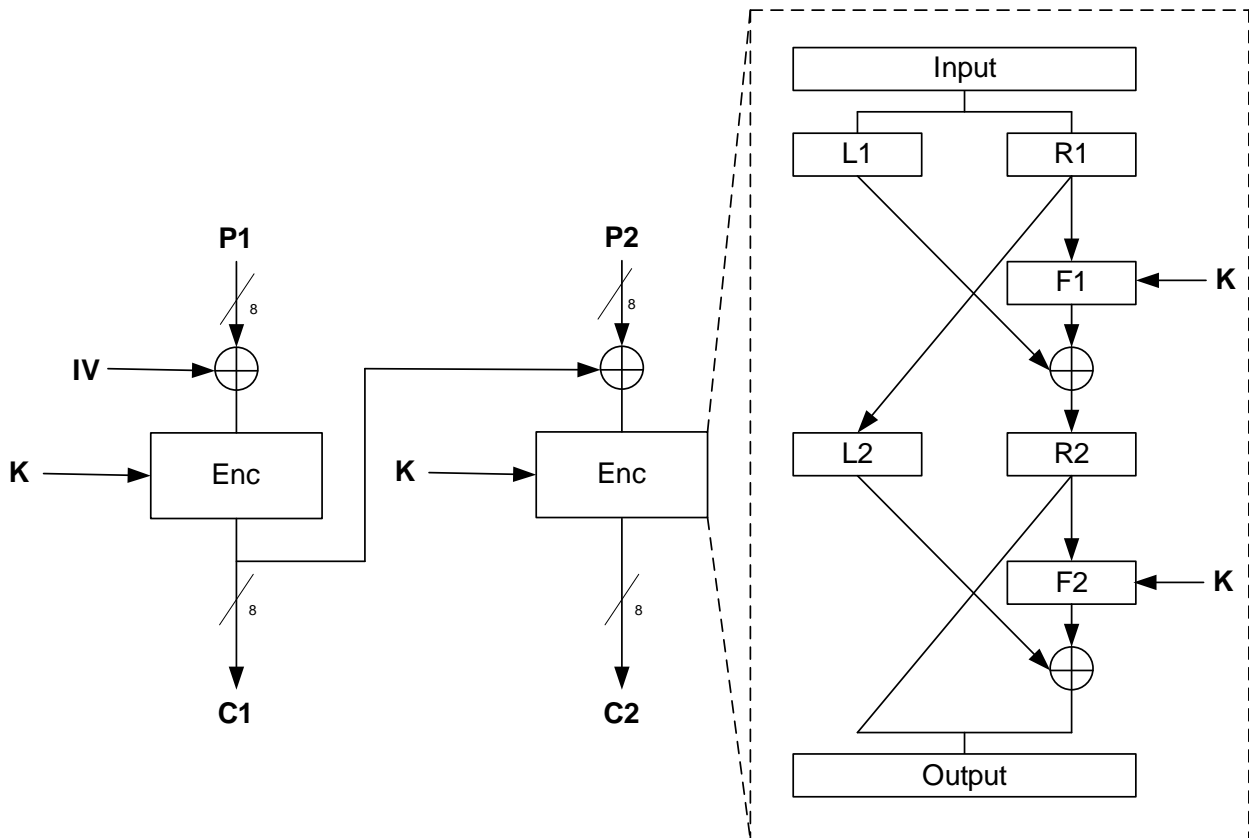 Input
L1 R1
P1 P2
8 8
F1 K
IV
L2 R2
K Enc K Enc
F2 K
8 8
C1 C2
Output